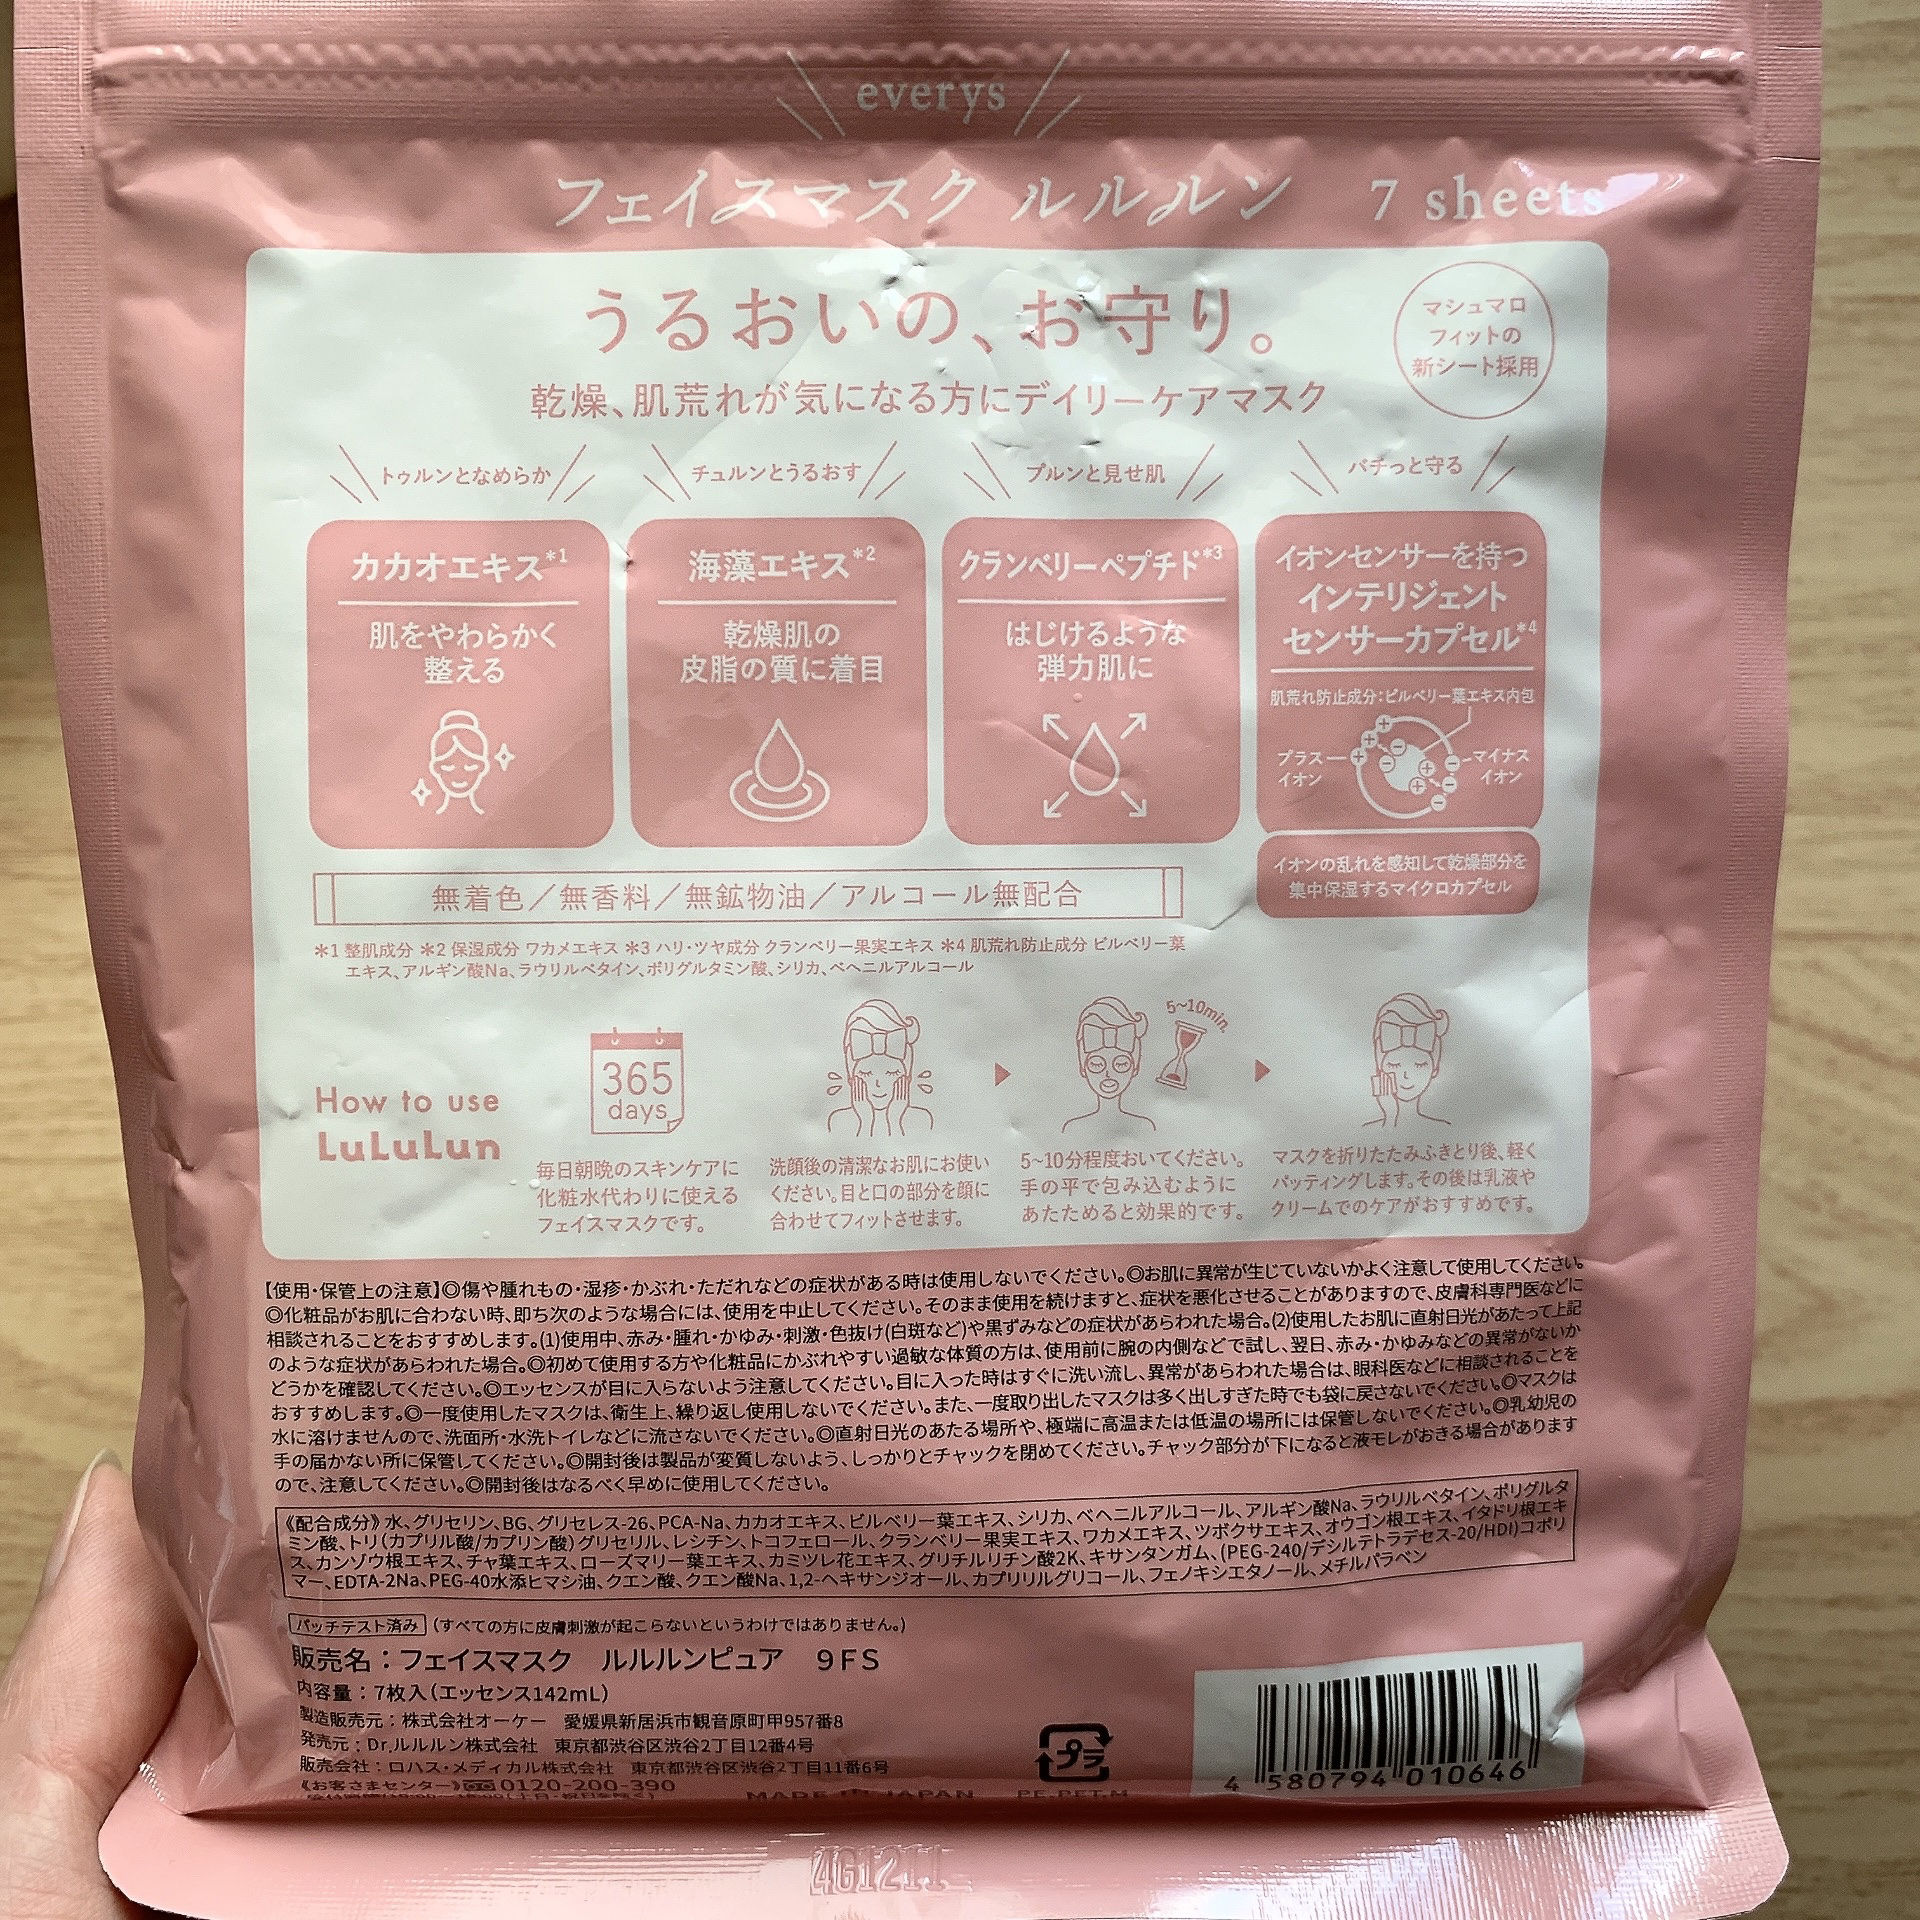 everys
フェイスマスク ルルルン 7 sheets
うるおいの、お守り。
マシュマロ
フィットの
新シート採用
乾燥、肌荒れが気になる方にデイリーケアマスク
トゥルンとなめらか
カカオエキス*1
肌をやわらかく
整える
チュルンとうるおす
海藻エキス*2
乾燥肌の
皮脂の質に着目
プルンと見せ肌
クランベリーペプチド*3
はじけるような
弾力肌に
バチっと守る
イオンセンサーを持つ
インテリジェント
センサーカプセル*4
肌荒れ防止成分:ビルベリー葉エキス内包
プラス
イオン
マイナス
イオン
イオンの乱れを感知して乾燥部分を
集中保湿するマイクロカプセル
無着色/無香料/無鉱物油/アルコール無配合
*1 整肌成分 *2 保湿成分 ワカメエキス *3 ハリ・ツヤ成分 クランベリー果実エキス *4 肌荒れ防止成分 ビルベリー葉
エキス、アルギン酸Na、ラウリルベタイン、ポリグルタミン酸、シリカ、ベヘニルアルコール
How to use
LuLuLun
365
days
毎日朝晩のスキンケアに
化粧水代わりに使える
フェイスマスクです。
洗顔後の清潔なお肌にお使い
ください。目と口の部分を顔に
合わせてフィットさせます。
5~10min.
5~10分程度おいてください。
手の平で包み込むように
あたためると効果的です。
マスクを折りたたみふきとり後、軽く
パッティングします。その後は乳液や
クリームでのケアがおすすめです。
【使用・保管上の注意】◎傷や腫れもの・湿疹・かぶれ・ただれなどの症状がある時は使用しないでください。◎お肌に異常が生じていないかよく注意して使用してください。
◎化粧品がお肌に合わない時、即ち次のような場合には、使用を中止してください。そのまま使用を続けますと、症状を悪化させることがありますので、皮膚科専門医などに
相談されることをおすすめします。(1)使用中、赤み・腫れ・かゆみ・刺激・色抜け(白斑など)や黒ずみなどの症状があらわれた場合。(2)使用したお肌に直射日光があたって上記
のような症状があらわれた場合。◎初めて使用する方や化粧品にかぶれやすい過敏な体質の方は、使用前に腕の内側などで試し、翌日、赤み・かゆみなどの異常がないか
どうかを確認してください。◎エッセンスが目に入らないよう注意してください。目に入った時はすぐに洗い流し、異常があらわれた場合は、眼科医などに相談されることを
おすすめします。◎一度使用したマスクは、衛生上、繰り返し使用しないでください。また、一度取り出したマスクは多く出しすぎた時でも袋に戻さないでください。◎マスクは
水に溶けませんので、洗面所・水洗トイレなどに流さないでください。◎直射日光のあたる場所や、極端に高温または低温の場所には保管しないでください。◎乳幼児の
手の届かない所に保管してください。◎開封後は製品が変質しないよう、しっかりとチャックを閉めてください。チャック部分が下になると液モレがおきる場合があります
ので、注意してください。◎開封後はなるべく早めに使用してください。
《配合成分》水、グリセリン、BG、グリセレス-26、PCA-Na、カカオエキス、ビルベリー葉エキス、シリカ、ベヘニルアルコール、アルギン酸Na、ラウリルベタイン、ポリグルタ
ミン酸、トリ(カプリル酸/カプリン酸)グリセリル、レシチン、トコフェロール、クランベリー果実エキス、ワカメエキス、ツボクサエキス、オウゴン根エキス、イタドリ根エキ
ス、カンゾウ根エキス、チャ葉エキス、ローズマリー葉エキス、カミツレ花エキス、グリチルリチン酸2K、キサンタンガム、(PEG-240/デシルテトラデセス-20/HDI)コポリ
マー、EDTA-2Na、PEG-40水添ヒマシ油、クエン酸、クエン酸Na、1,2-ヘキサンジオール、カプリリルグリコール、フェノキシエタノール、メチルパラベン
パッチテスト済み (すべての方に皮膚刺激が起こらないというわけではありません。)
販売名:フェイスマスク ルルルンピュア 9FS
内容量:7枚入(エッセンス142mL)
製造販売元:株式会社オーケー 愛媛県新居浜市観音原町甲957番8
発売元:Dr.ルルルン株式会社 東京都渋谷区渋谷2丁目12番4号
販売会社:ロハス・メディカル株式会社 東京都渋谷区渋谷2丁目11番6号
《お客さまセンター》0120-200-390
MADE IN JAPAN
プラ
PE.PET.M
4 580794 010646
4G1211